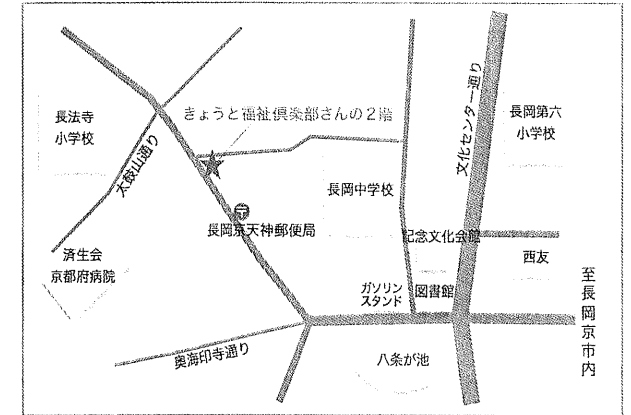 きょうと福祉倶楽部さんの2階
長法寺
小学校
太鼓山通り
文化センター通り
長岡第六
小学校
長岡中学校
〒
長岡京天神郵便局
記念文化会館
済生会
京都府病院
西友
ガソリン
スタンド
図書館
至長岡京市内
奥海印寺通り
八条が池